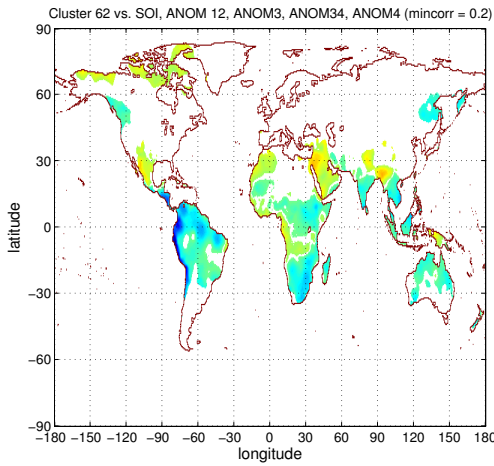 Cluster 62 vs. SOI, ANOM 12, ANOM3, ANOM34, ANOM4 (mincorr = 0.2)
90
60
30
0
−30
−60
−90
latitude
−180 −150 −120 −90 −60 −30 0 30 60 90 120 150 180
longitude